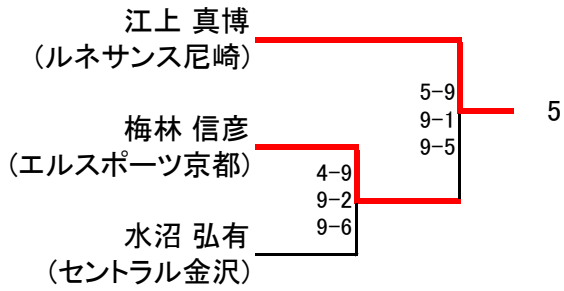 江上 真博
(ルネサンス尼崎)
5-9
9-1
9-5
5
梅林 信彦
(エルスポーツ京都)
4-9
9-2
9-6
水沼 弘有
(セントラル金沢)